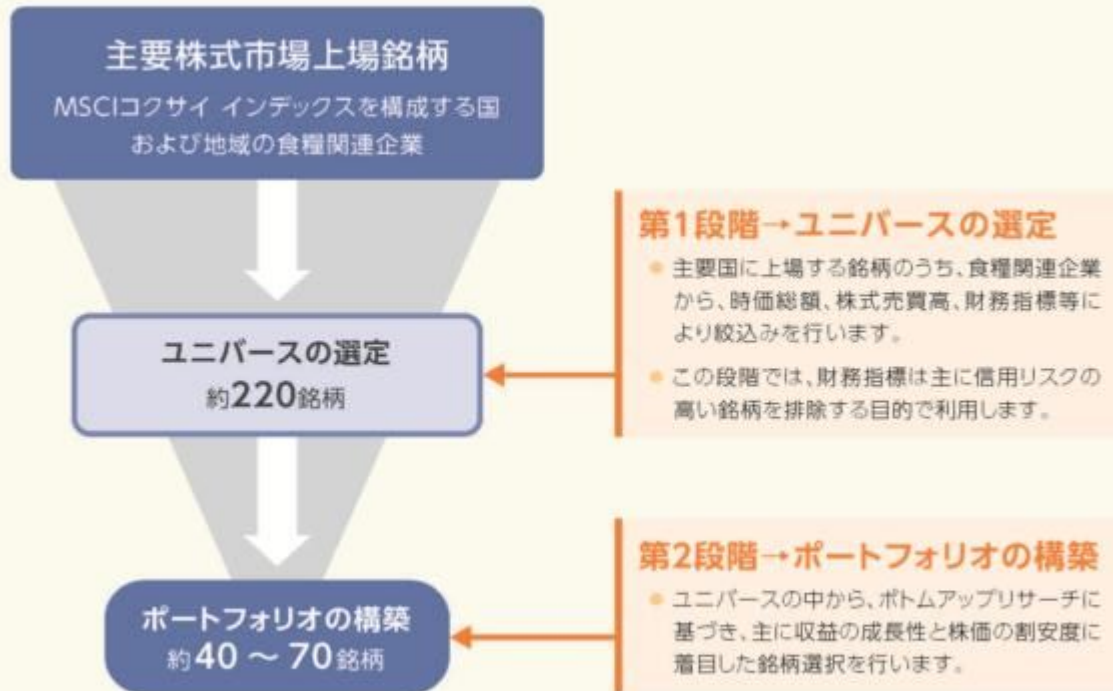 主要株式市場上場銘柄
MSCIコクサイ インデックスを構成する国
および地域の食糧関連企業
第1段階→ユニバースの選定
● 主要国に上場する銘柄のうち、食糧関連企業
から、時価総額、株式売買高、財務指標等に
より絞込みを行います。
● この段階では、財務指標は主に信用リスクの
高い銘柄を排除する目的で利用します。
ユニバースの選定
約220銘柄
第2段階→ポートフォリオの構築
● ユニバースの中から、ボトムアップリサーチに
基づき、主に収益の成長性と株価の割安度に
着目した銘柄選択を行います。
ポートフォリオの構築
約40～70銘柄